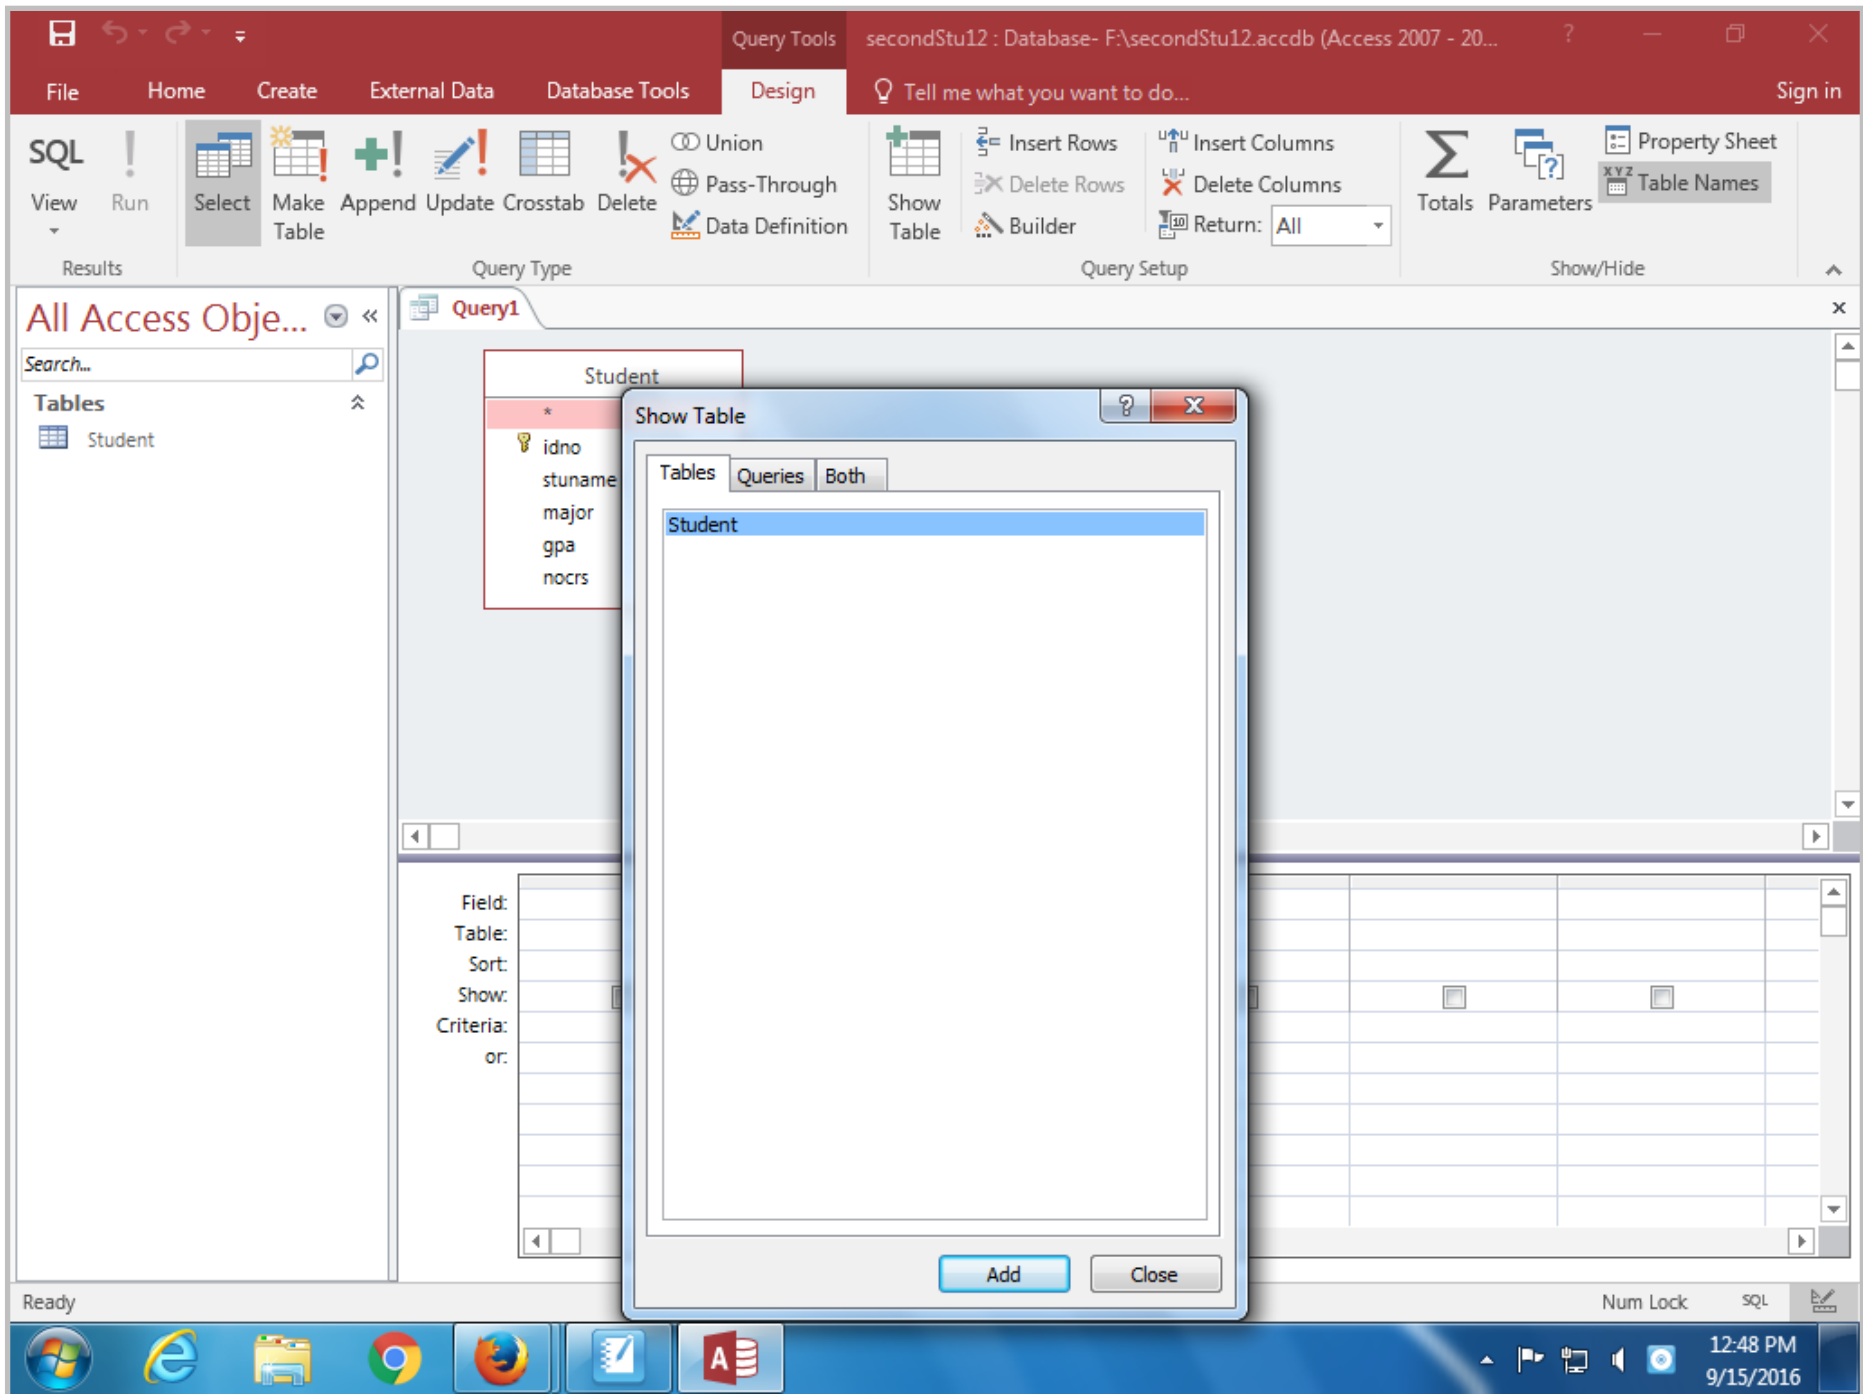 Query Tools
secondStu12 : Database- F:\secondStu12.accdb (Access 2007 - 20...
?
File Home Create External Data Database Tools Design Tell me what you want to do... Sign in
SQL
View
Run
Select
Make
Table
Append
Update
Crosstab
Delete
Union
Pass-Through
Data Definition
Show
Table
Insert Rows
Delete Rows
Builder
Insert Columns
Delete Columns
Return: All
Totals
Parameters
Property Sheet
XYZ Table Names
Results
Query Type
Query Setup
Show/Hide
All Access Obje... «
Search...
Tables
Student
Query1
x
Student
*
idno
stuname
major
gpa
nocrs
Show Table
?
X
Tables Queries Both
Student
Add Close
Field:
Table:
Sort:
Show:
Criteria:
or:
Ready
Num Lock SQL
12:48 PM
9/15/2016